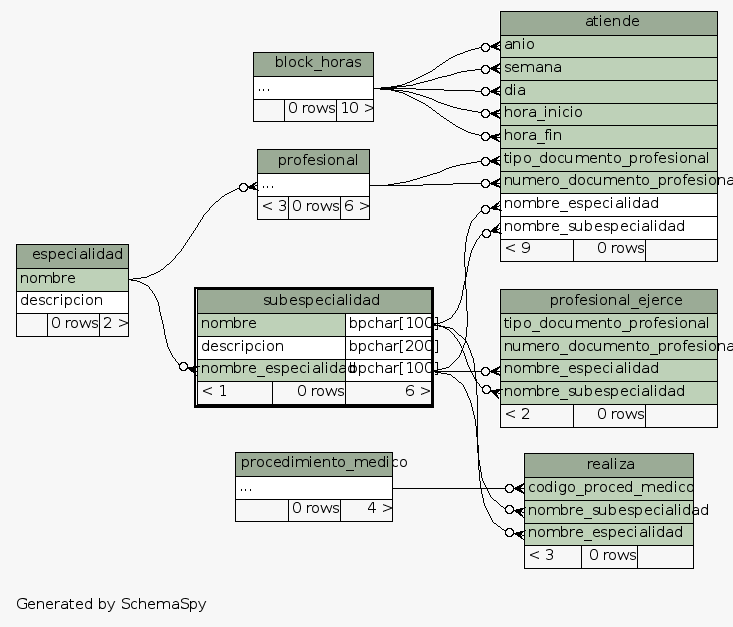 atiende
anio
semana
dia
hora_inicio
hora_fin
tipo_documento_profesional
numero_documento_profesiona
nombre_especialidad
nombre_subespecialidad
< 9 0 rows
block_horas
...
0 rows 10 >
profesional
...
< 3 0 rows 6 >
especialidad
nombre
descripcion
0 rows 2 >
subespecialidad
nombre bpchar[100]
descripcion bpchar[200]
nombre_especialidad bpchar[100]
< 1 0 rows 6 >
profesional_ejerce
tipo_documento_profesional
numero_documento_profesiona
nombre_especialidad
nombre_subespecialidad
< 2 0 rows
procedimiento_medico
...
0 rows 4 >
realiza
codigo_proced_medico
nombre_subespecialidad
nombre_especialidad
< 3 0 rows
Generated by SchemaSpy